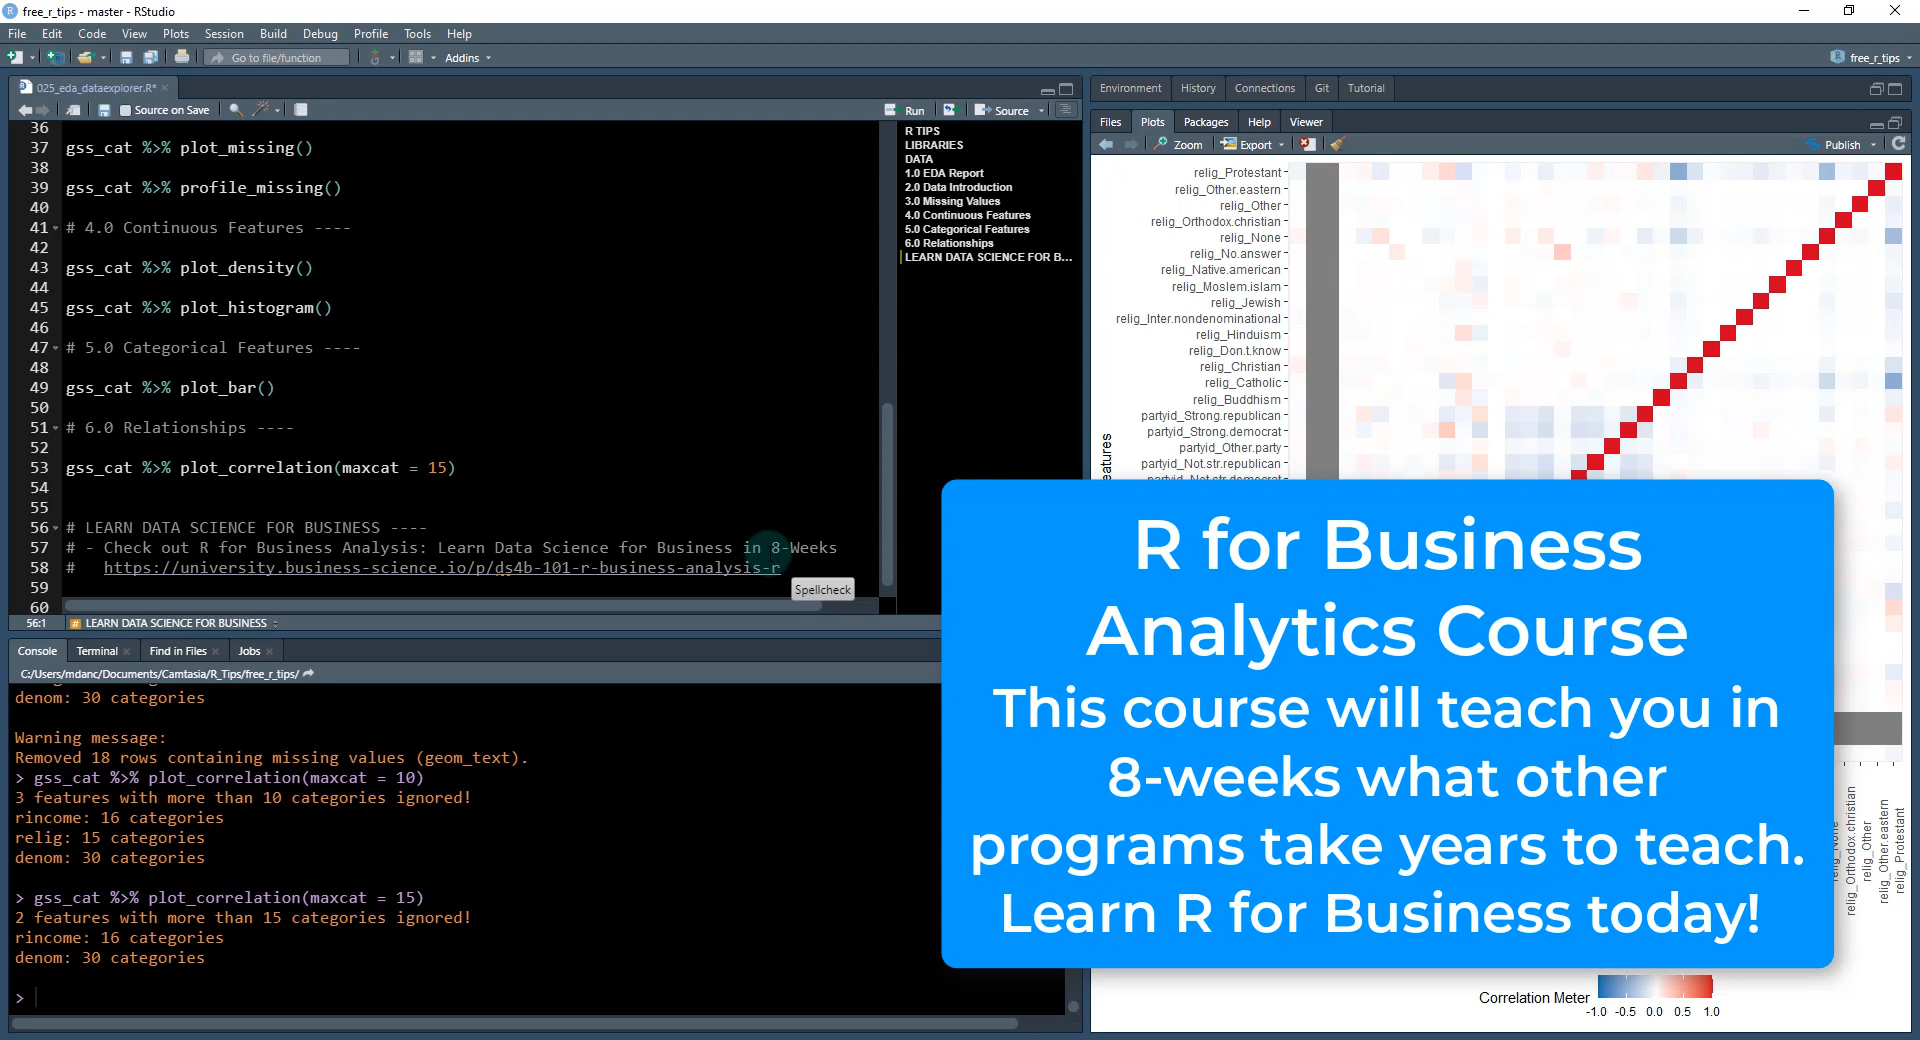 free_r_tips - master - RStudio
File Edit Code View Plots Session Build Debug Profile Tools Help
Go to file/function Addins free_r_tips
025_eda_dataexplorer.R*
Source on Save Run Source
36
37 gss_cat %>% plot_missing()
38
39 gss_cat %>% profile_missing()
40
41 # 4.0 Continuous Features ----
42
43 gss_cat %>% plot_density()
44
45 gss_cat %>% plot_histogram()
46
47 # 5.0 Categorical Features ----
48
49 gss_cat %>% plot_bar()
50
51 # 6.0 Relationships ----
52
53 gss_cat %>% plot_correlation(maxcat = 15)
54
55
56 # LEARN DATA SCIENCE FOR BUSINESS ----
57 # - Check out R for Business Analysis: Learn Data Science for Business in 8-Weeks
58 # https://university.business-science.io/p/ds4b-101-r-business-analysis-r
59
60
Spellcheck
56:1 # LEARN DATA SCIENCE FOR BUSINESS
R TIPS
LIBRARIES
DATA
1.0 EDA Report
2.0 Data Introduction
3.0 Missing Values
4.0 Continuous Features
5.0 Categorical Features
6.0 Relationships
LEARN DATA SCIENCE FOR B...
Console Terminal Find in Files Jobs
C:/Users/mdanc/Documents/Camtasia/R_Tips/free_r_tips/
denom: 30 categories
Warning message:
Removed 18 rows containing missing values (geom_text).
> gss_cat %>% plot_correlation(maxcat = 10)
3 features with more than 10 categories ignored!
rincome: 16 categories
relig: 15 categories
denom: 30 categories
> gss_cat %>% plot_correlation(maxcat = 15)
2 features with more than 15 categories ignored!
rincome: 16 categories
denom: 30 categories
>
Environment History Connections Git Tutorial
Files Plots Packages Help Viewer
Zoom Export Publish
relig_Protestant
relig_Other.eastern
relig_Other
relig_Orthodox.christian
relig_None
relig_No.answer
relig_Native.american
relig_Moslem.islam
relig_Jewish
relig_Inter.nondenominational
relig_Hinduism
relig_Don.t.know
relig_Christian
relig_Catholic
relig_Buddhism
partyid_Strong.republican
partyid_Strong.democrat
partyid_Other.party
partyid_Not.str.republican
R for Business
Analytics Course
This course will teach you in
8-weeks what other
programs take years to teach.
Learn R for Business today!
relig_Orthodox.christian
relig_Other
relig_Other.eastern
relig_Protestant
Correlation Meter
-1.0 -0.5 0.0 0.5 1.0